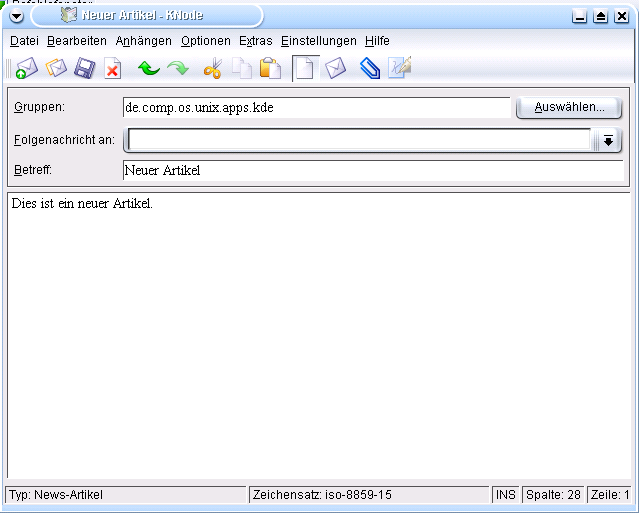 Neuer Artikel - KNode
Datei Bearbeiten Anhängen Optionen Extras Einstellungen Hilfe
Gruppen: de.comp.os.unix.apps.kde Auswählen...
Folgenachricht an:
Betreff: Neuer Artikel
Dies ist ein neuer Artikel.
Typ: News-Artikel Zeichensatz: iso-8859-15 INS Spalte: 28 Zeile: 1